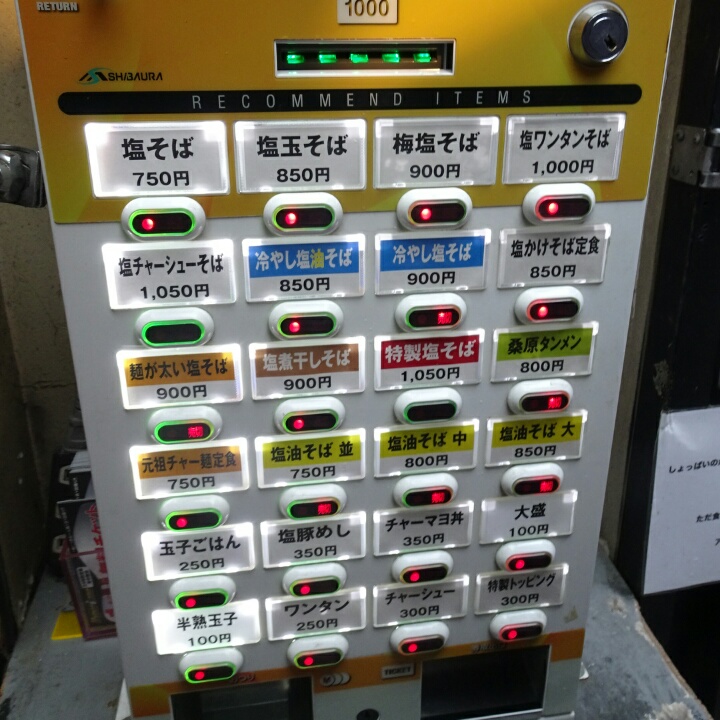 RETURN
1000
SHIBAURA
RECOMMEND ITEMS
塩そば
750円
塩玉そば
850円
梅塩そば
900円
塩ワンタンそば
1,000円
塩チャーシューそば
1,050円
冷やし塩油そば
850円
冷やし塩そば
900円
塩かけそば定食
850円
麺が太い塩そば
900円
塩煮干しそば
900円
特製塩そば
1,050円
桑原タンメン
800円
元祖チャー麺定食
750円
塩油そば 並
750円
塩油そば 中
800円
塩油そば 大
850円
玉子ごはん
250円
塩豚めし
350円
チャーマヨ丼
350円
大盛
100円
半熟玉子
100円
ワンタン
250円
チャーシュー
300円
特製トッピング
300円
しょっぱいの
ただ食